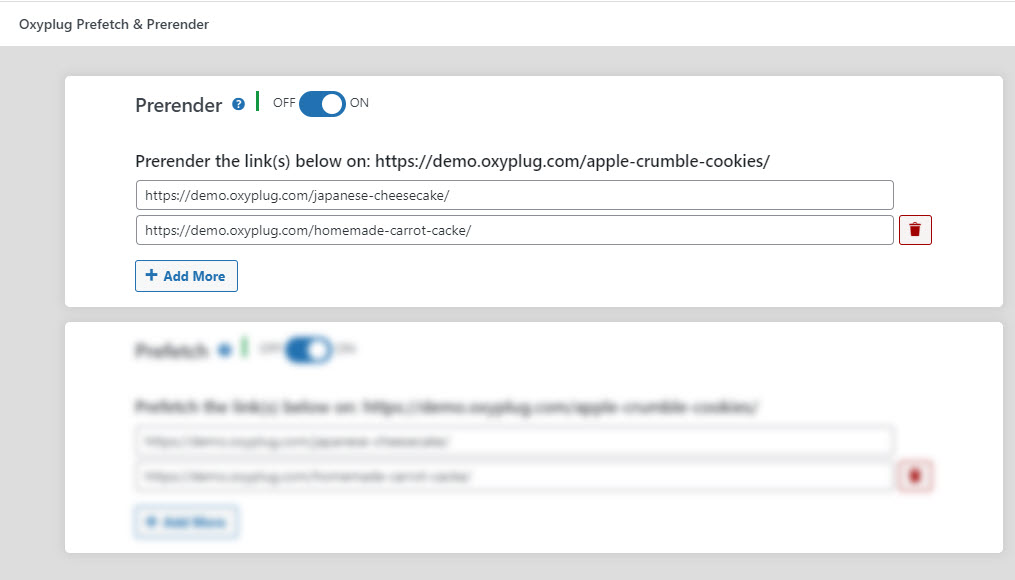 Oxyplug Prefetch & Prerender
Prerender ? OFF ON
Prerender the link(s) below on: https://demo.oxyplug.com/apple-crumble-cookies/
https://demo.oxyplug.com/japanese-cheesecake/
https://demo.oxyplug.com/homemade-carrot-cacke/
+ Add More
Prefetch OFF ON
Prefetch the link(s) below on: https://demo.oxyplug.com/apple-crumble-cookies/
https://demo.oxyplug.com/japanese-cheesecake/
https://demo.oxyplug.com/homemade-carrot-cacke/
+ Add More